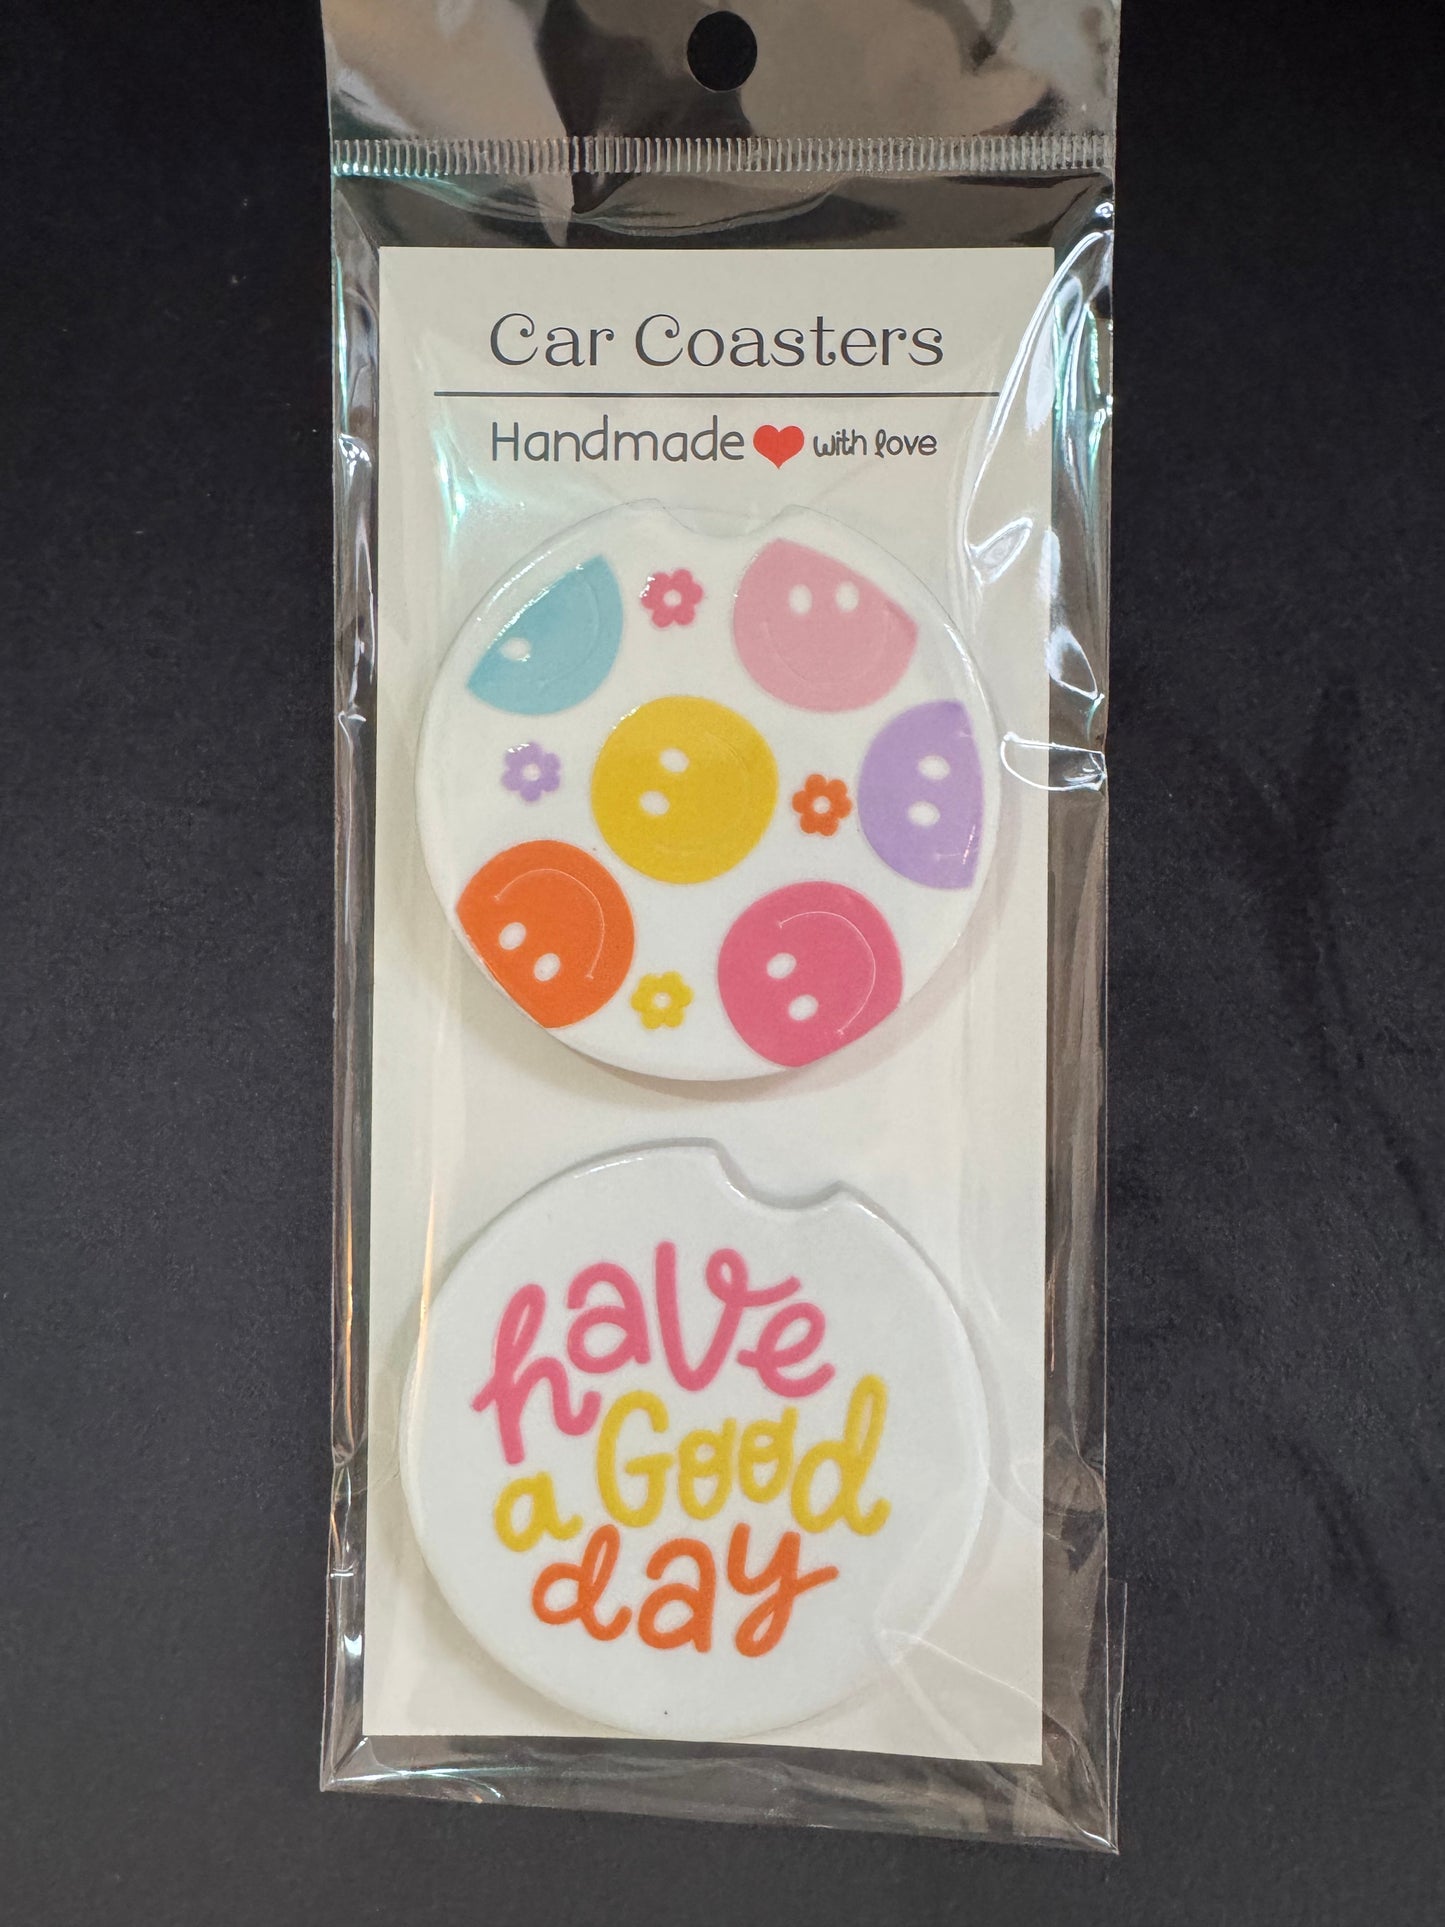 Car Coasters
Handmade with love
have
a Good
day